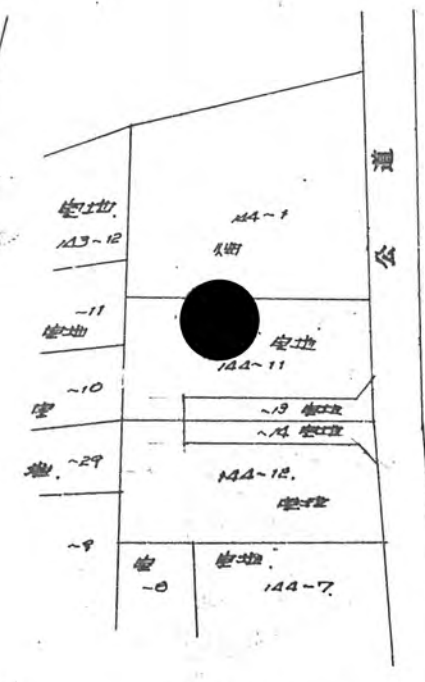 公道
宅地
143~12
144~1
畑
~11
宅地
宅地
144~11
~10
宅
~13 宅地
~14 宅地
~29
地.
144~12.
宅地
~9
宅
~8
宅地.
144~7.